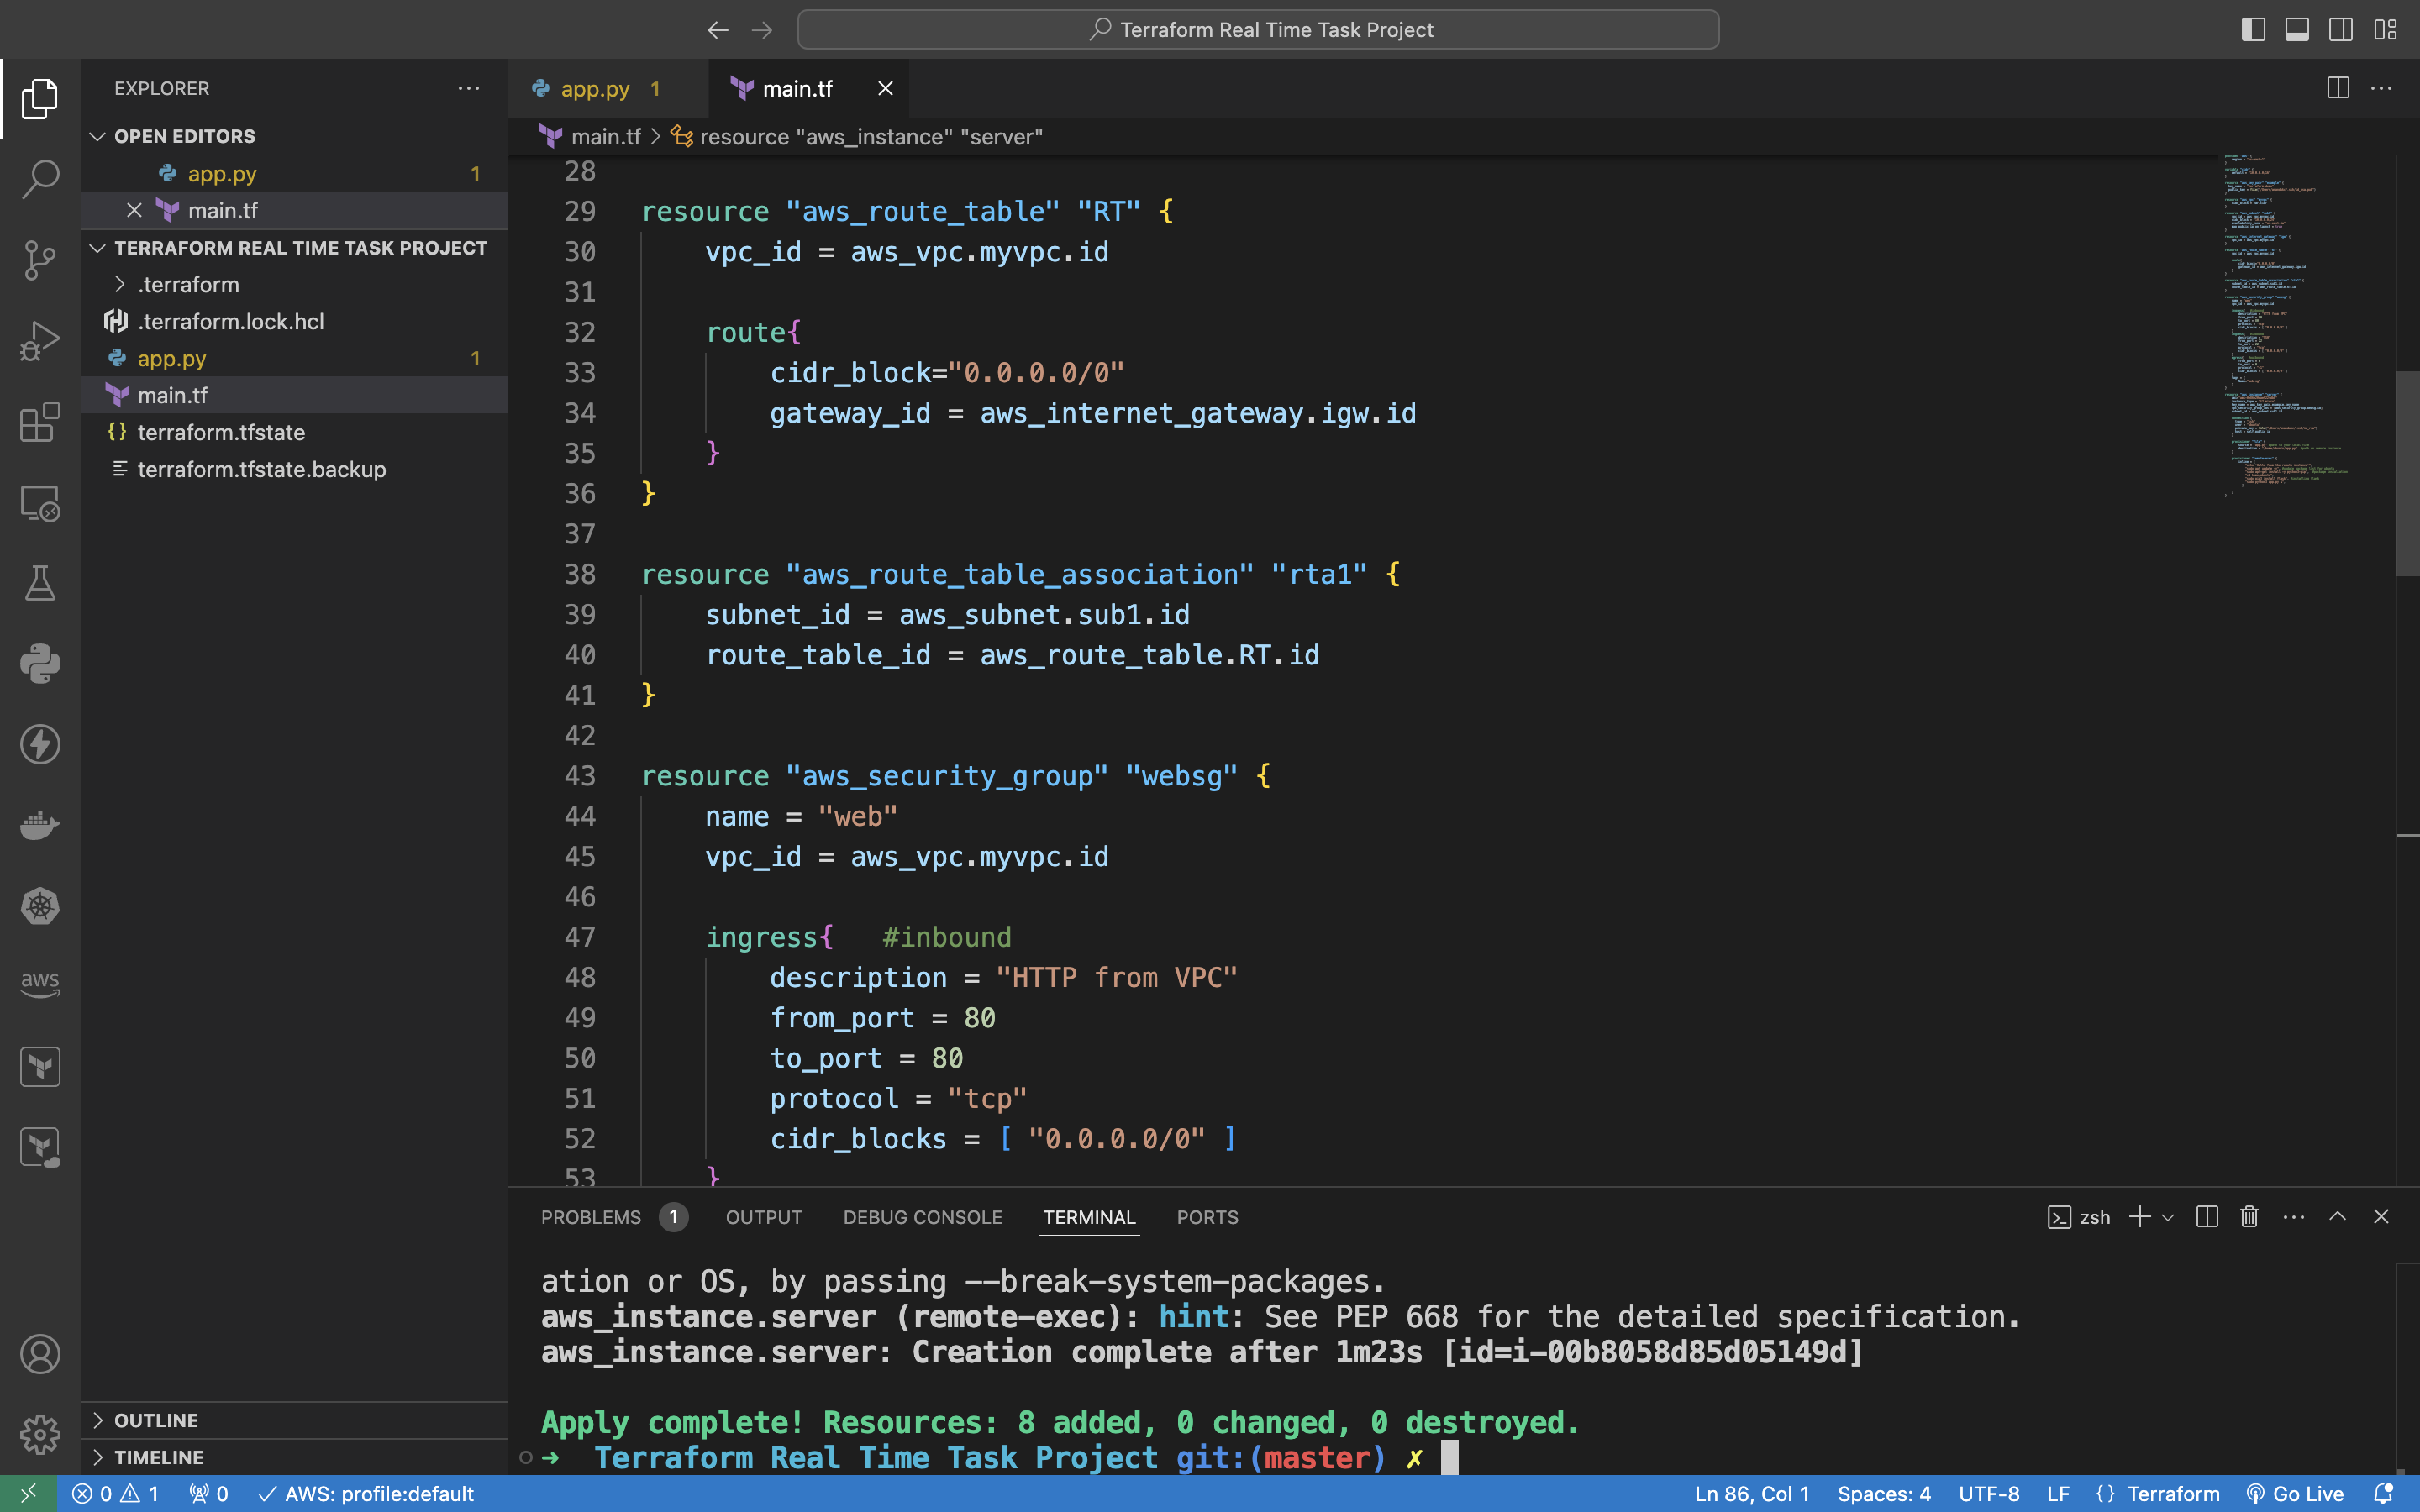 Terraform Real Time Task Project
EXPLORER
OPEN EDITORS
app.py 1
main.tf
TERRAFORM REAL TIME TASK PROJECT
.terraform
.terraform.lock.hcl
app.py 1
main.tf
{} terraform.tfstate
terraform.tfstate.backup
OUTLINE
TIMELINE
aws
app.py 1
main.tf
main.tf > resource "aws_instance" "server"
28
29 resource "aws_route_table" "RT" {
30 vpc_id = aws_vpc.myvpc.id
31
32 route{
33 cidr_block="0.0.0.0/0"
34 gateway_id = aws_internet_gateway.igw.id
35 }
36 }
37
38 resource "aws_route_table_association" "rta1" {
39 subnet_id = aws_subnet.sub1.id
40 route_table_id = aws_route_table.RT.id
41 }
42
43 resource "aws_security_group" "websg" {
44 name = "web"
45 vpc_id = aws_vpc.myvpc.id
46
47 ingress{ #inbound
48 description = "HTTP from VPC"
49 from_port = 80
50 to_port = 80
51 protocol = "tcp"
52 cidr_blocks = [ "0.0.0.0/0" ]
53 }
PROBLEMS 1 OUTPUT DEBUG CONSOLE TERMINAL PORTS
zsh
ation or OS, by passing --break-system-packages.
aws_instance.server (remote-exec): hint: See PEP 668 for the detailed specification.
aws_instance.server: Creation complete after 1m23s [id=i-00b8058d85d05149d]
Apply complete! Resources: 8 added, 0 changed, 0 destroyed.
➜ Terraform Real Time Task Project git:(master) ✗
0 1 0 AWS: profile:default Ln 86, Col 1 Spaces: 4 UTF-8 LF {} Terraform Go Live